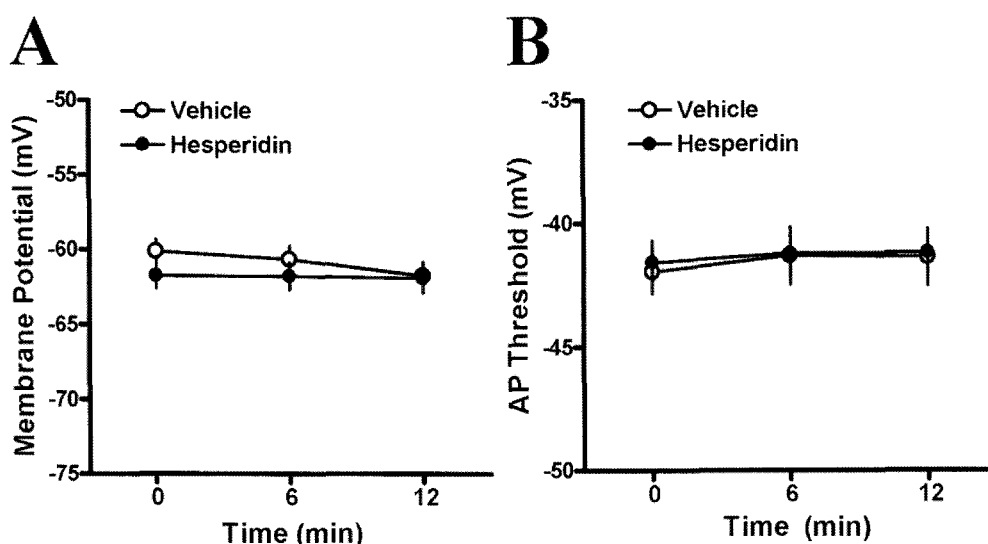 A
Membrane Potential (mV)
-50
-55
-60
-65
-70
-75
Vehicle
Hesperidin
0 6 12
Time (min)
B
AP Threshold (mV)
-35
-40
-45
-50
Vehicle
Hesperidin
0 6 12
Time (min)